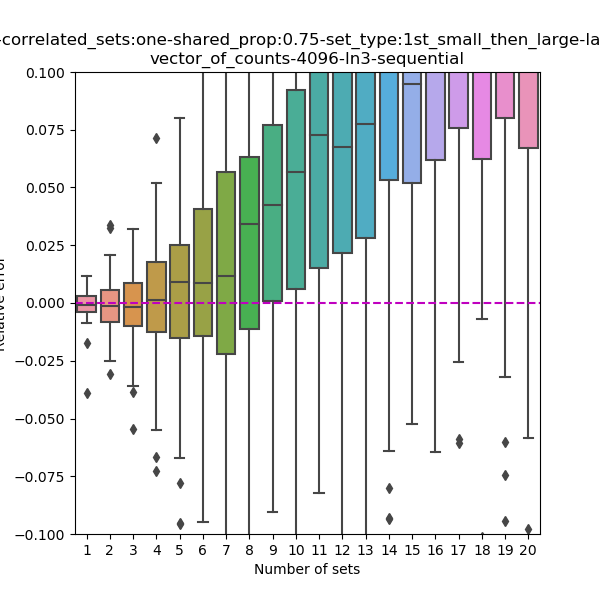 -correlated_sets:one-shared_prop:0.75-set_type:1st_small_then_large-la
vector_of_counts-4096-ln3-sequential
0.100
0.075
0.050
0.025
0.000
−0.025
−0.050
−0.075
−0.100
1 2 3 4 5 6 7 8 9 10 11 12 13 14 15 16 17 18 19 20
Number of sets
Relative error